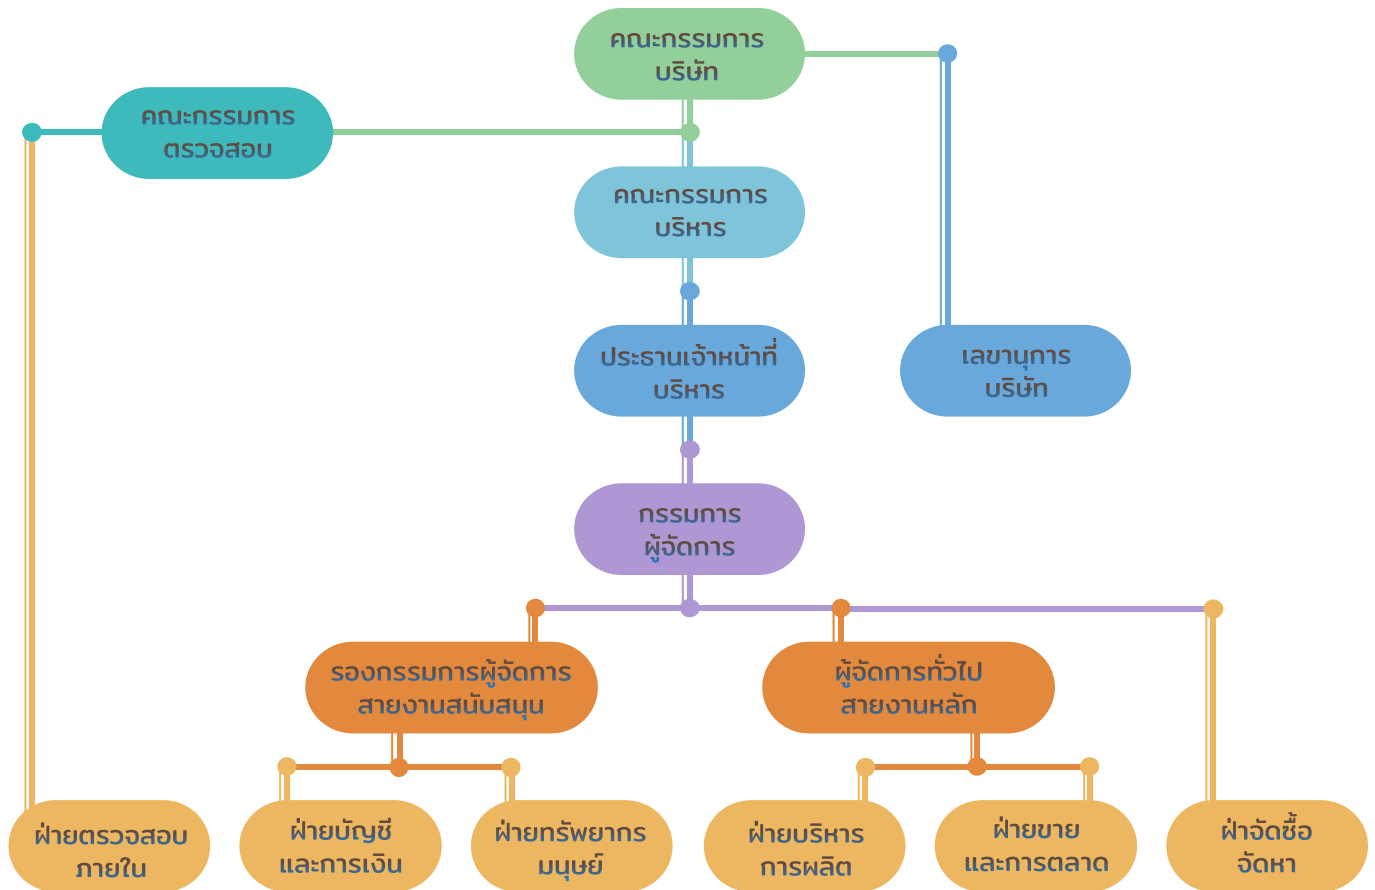 คณะกรรมการ
บริษัท
คณะกรรมการ
ตรวจสอบ
คณะกรรมการ
บริหาร
ประธานเจ้าหน้าที่
บริหาร
เลขานุการ
บริษัท
กรรมการ
ผู้จัดการ
รองกรรมการผู้จัดการ
สายงานสนับสนุน
ผู้จัดการทั่วไป
สายงานหลัก
ฝ่ายตรวจสอบ
ภายใน
ฝ่ายบัญชี
และการเงิน
ฝ่ายทรัพยากร
มนุษย์
ฝ่ายบริหาร
การผลิต
ฝ่ายขาย
และการตลาด
ฝ่าจัดซื้อ
จัดหา